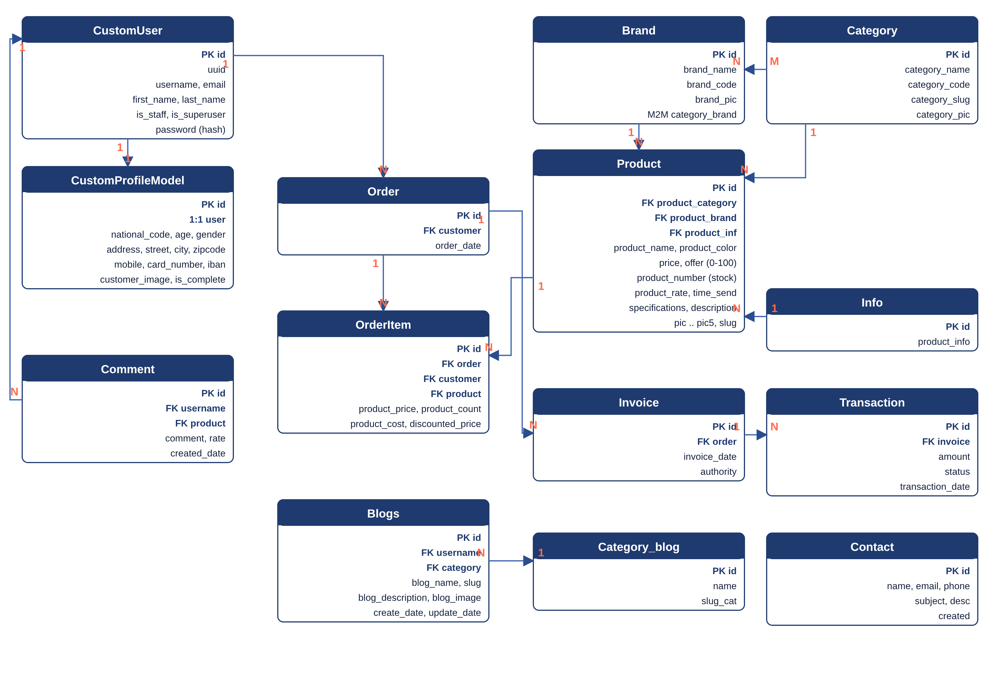 CustomUser
PK id
uuid
username, email
first_name, last_name
is_staff, is_superuser
password (hash)
1
1
1
1
CustomProfileModel
PK id
1:1 user
national_code, age, gender
address, street, city, zipcode
mobile, card_number, iban
customer_image, is_complete
Comment
PK id
FK username
FK product
comment, rate
created_date
N
N
Order
PK id
FK customer
order_date
1
1
N
OrderItem
PK id
FK order
FK customer
FK product
product_price, product_count
product_cost, discounted_price
N
Brand
PK id
brand_name
brand_code
brand_pic
M2M category_brand
N
M
1
N
Category
PK id
category_name
category_code
category_slug
category_pic
1
N
Product
PK id
FK product_category
FK product_brand
FK product_inf
product_name, product_color
price, offer (0-100)
product_number (stock)
product_rate, time_send
specifications, description
pic .. pic5, slug
1
N
1
Info
PK id
product_info
Invoice
PK id
FK order
invoice_date
authority
N
1
N
Transaction
PK id
FK invoice
amount
status
transaction_date
Blogs
PK id
FK username
FK category
blog_name, slug
blog_description, blog_image
create_date, update_date
N
1
Category_blog
PK id
name
slug_cat
Contact
PK id
name, email, phone
subject, desc
created